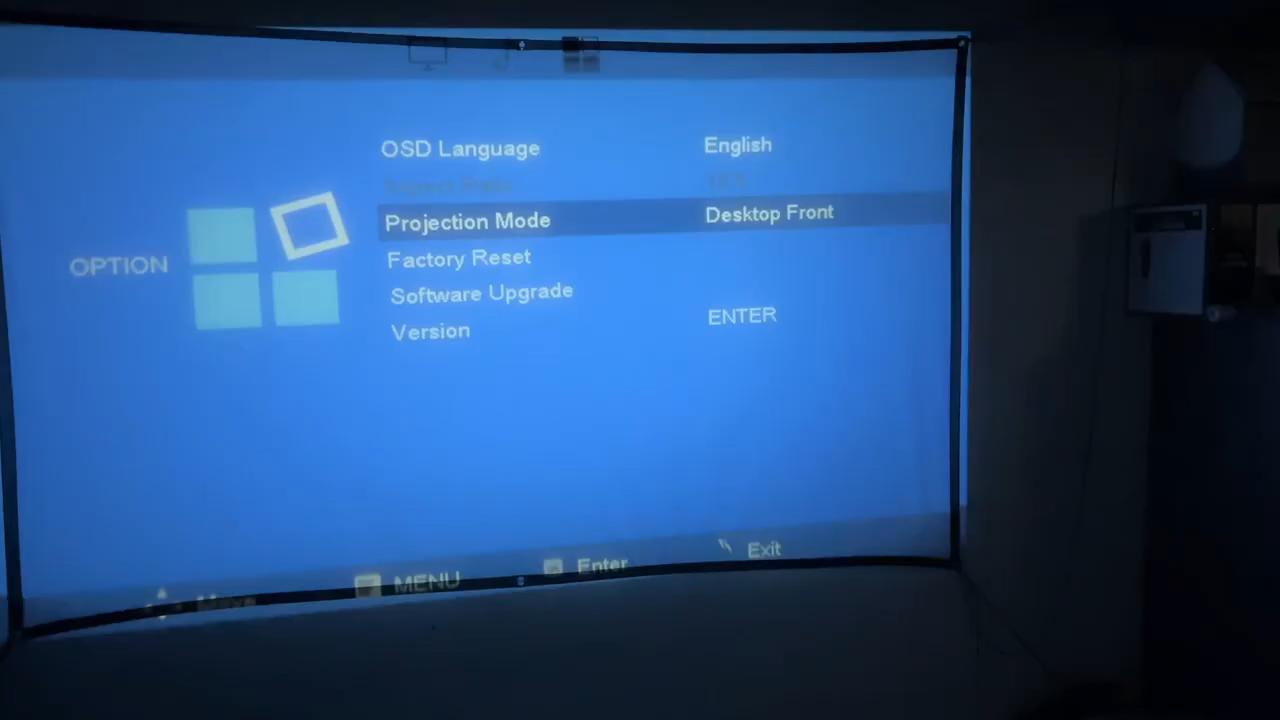 OSD Language English
Projection Mode Desktop Front
OPTION
Factory Reset
Software Upgrade
Version ENTER
MENU Enter Exit